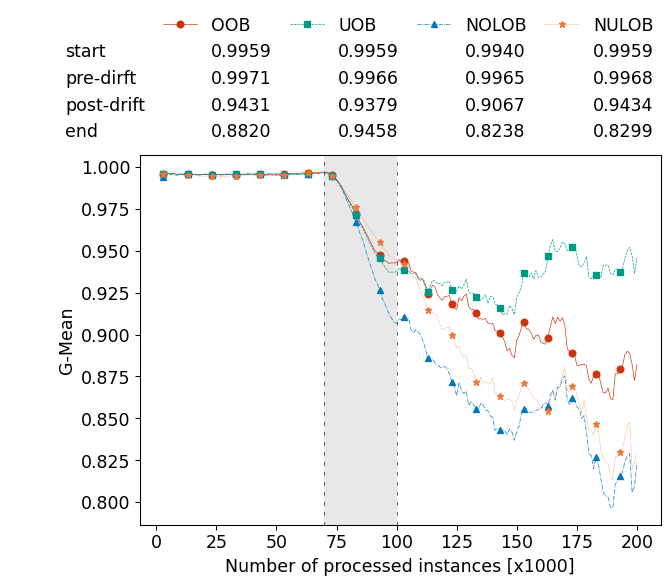 OOB UOB NOLOB NULOB
start 0.9959 0.9959 0.9940 0.9959
pre-dirft 0.9971 0.9966 0.9965 0.9968
post-drift 0.9431 0.9379 0.9067 0.9434
end 0.8820 0.9458 0.8238 0.8299
1.000
0.975
0.950
0.925
0.900
0.875
0.850
0.825
0.800
G-Mean
0 25 50 75 100 125 150 175 200
Number of processed instances [x1000]